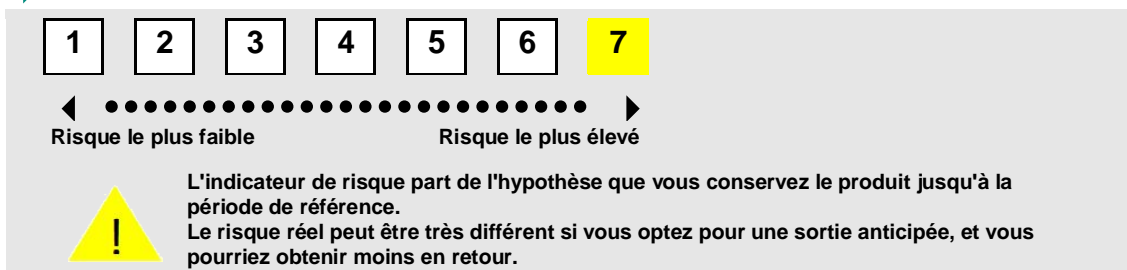 1 2 3 4 5 6 7
Risque le plus faible Risque le plus élevé
L'indicateur de risque part de l'hypothèse que vous conservez le produit jusqu'à la
période de référence.
! Le risque réel peut être très différent si vous optez pour une sortie anticipée, et vous
pourriez obtenir moins en retour.